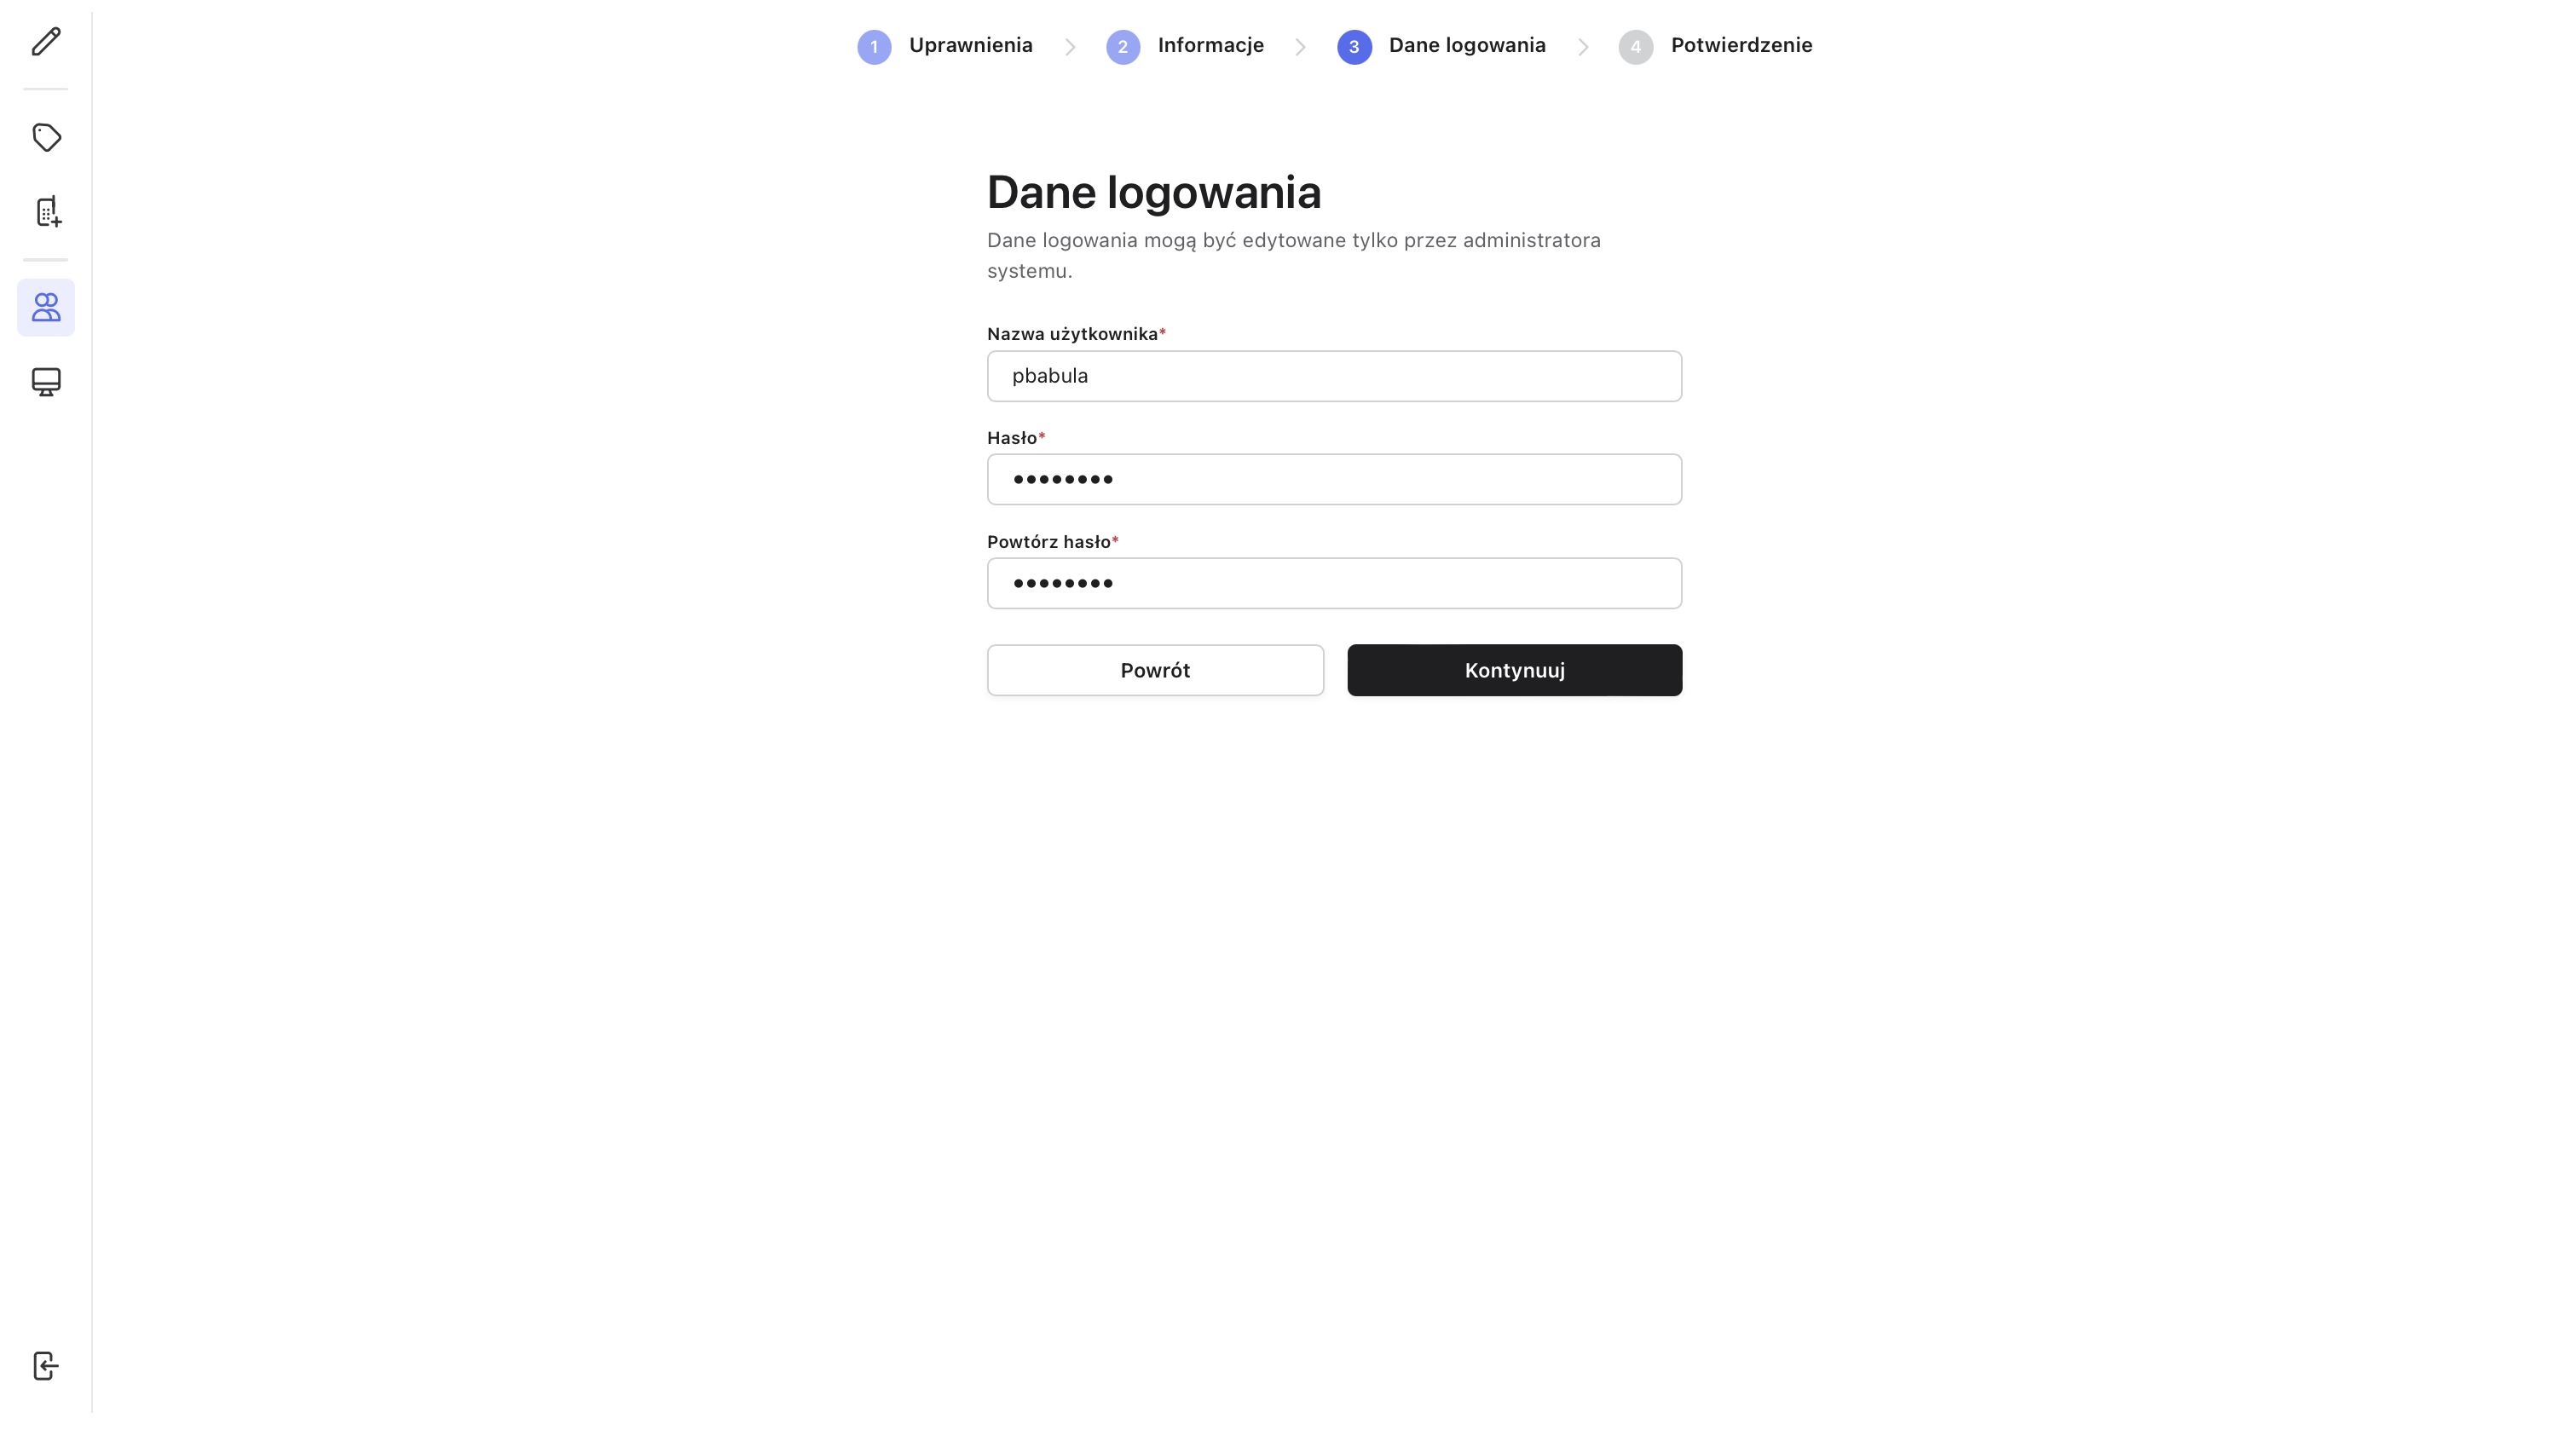 1 Uprawnienia
2 Informacje
3 Dane logowania
4 Potwierdzenie
Dane logowania
Dane logowania mogą być edytowane tylko przez administratora
systemu.
Nazwa użytkownika*
pbabula
Hasło*
••••••••
Powtórz hasło*
••••••••
Powrót
Kontynuuj